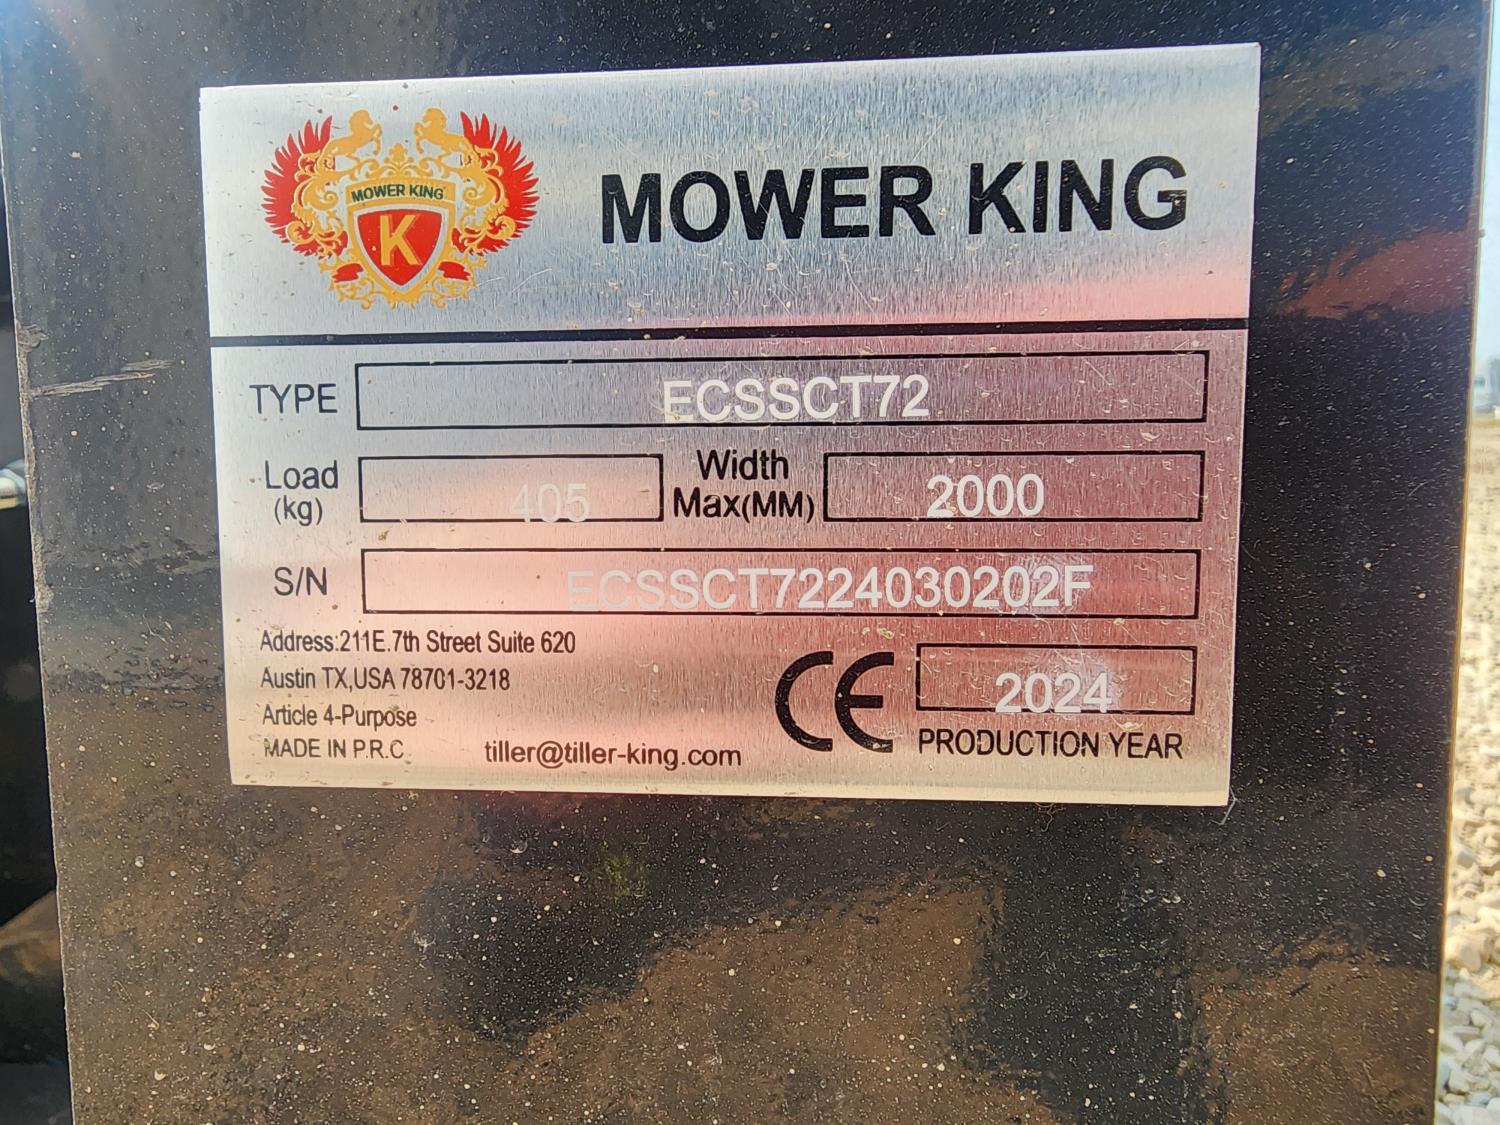 MOWER KING
K
MOWER KING
TYPE ECSSCT72
Load (kg) 405 Width Max(MM) 2000
S/N ECSSCT7224030202F
Address:211E.7th Street Suite 620
Austin TX,USA 78701-3218
Article 4-Purpose
MADE IN P.R.C tiller@tiller-king.com
CE 2024
PRODUCTION YEAR